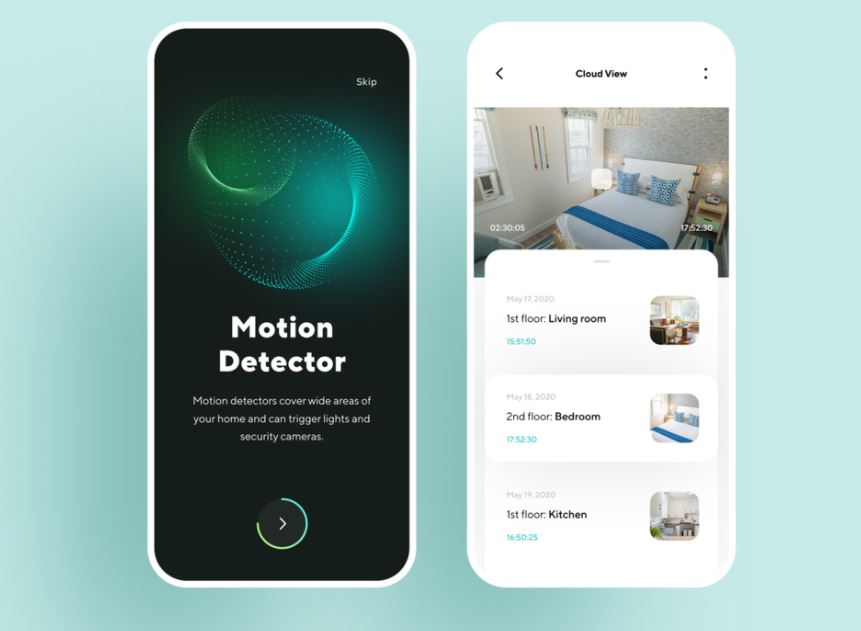 Skip
Motion
Detector
Motion detectors cover wide areas of
your home and can trigger lights and
security cameras.
Cloud View
02:30:05
17:52:30
May 17, 2020
1st floor: Living room
15:51:50
May 18, 2020
2nd floor: Bedroom
17:52:30
May 19, 2020
1st floor: Kitchen
16:50:25